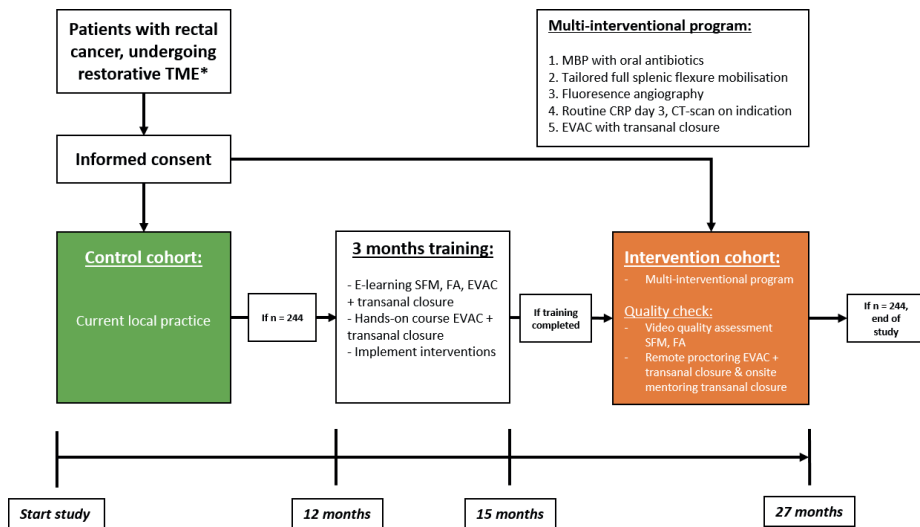 Patients with rectal
cancer, undergoing
restorative TME*
Informed consent
Multi-interventional program:
1. MBP with oral antibiotics
2. Tailored full splenic flexure mobilisation
3. Fluoresence angiography
4. Routine CRP day 3, CT-scan on indication
5. EVAC with transanal closure
Control cohort:
Current local practice
If n = 244
3 months training:
- E-learning SFM, FA, EVAC
+ transanal closure
- Hands-on course EVAC +
transanal closure
- Implement interventions
If training
completed
Intervention cohort:
- Multi-interventional program
Quality check:
- Video quality assessment
SFM, FA
- Remote proctoring EVAC +
transanal closure & onsite
mentoring transanal closure
If n = 244,
end of
study
Start study
12 months
15 months
27 months